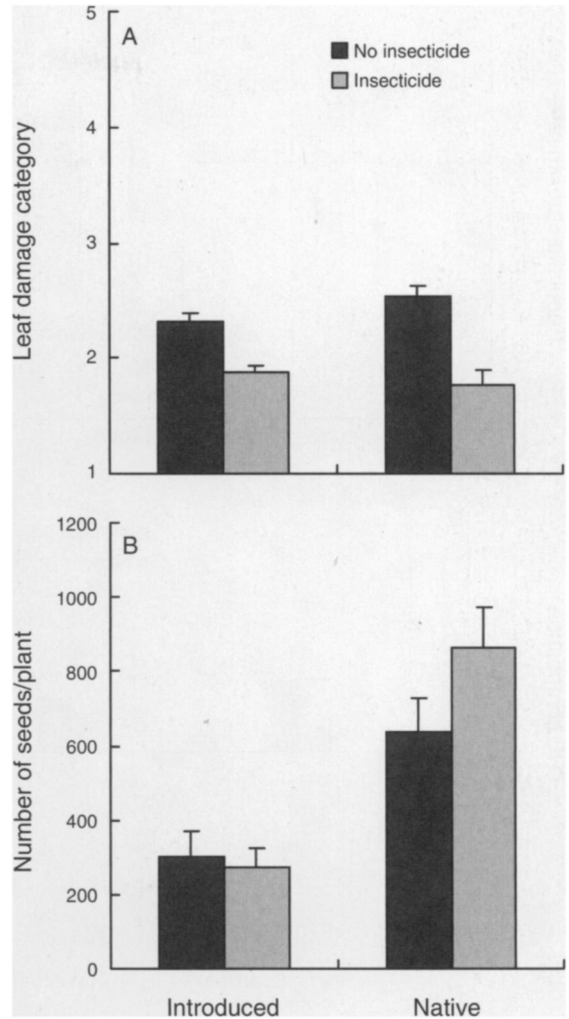 A
No insecticide
Insecticide
Leaf damage category
5
4
3
2
1
B
Number of seeds/plant
1200
1000
800
600
400
200
0
Introduced
Native